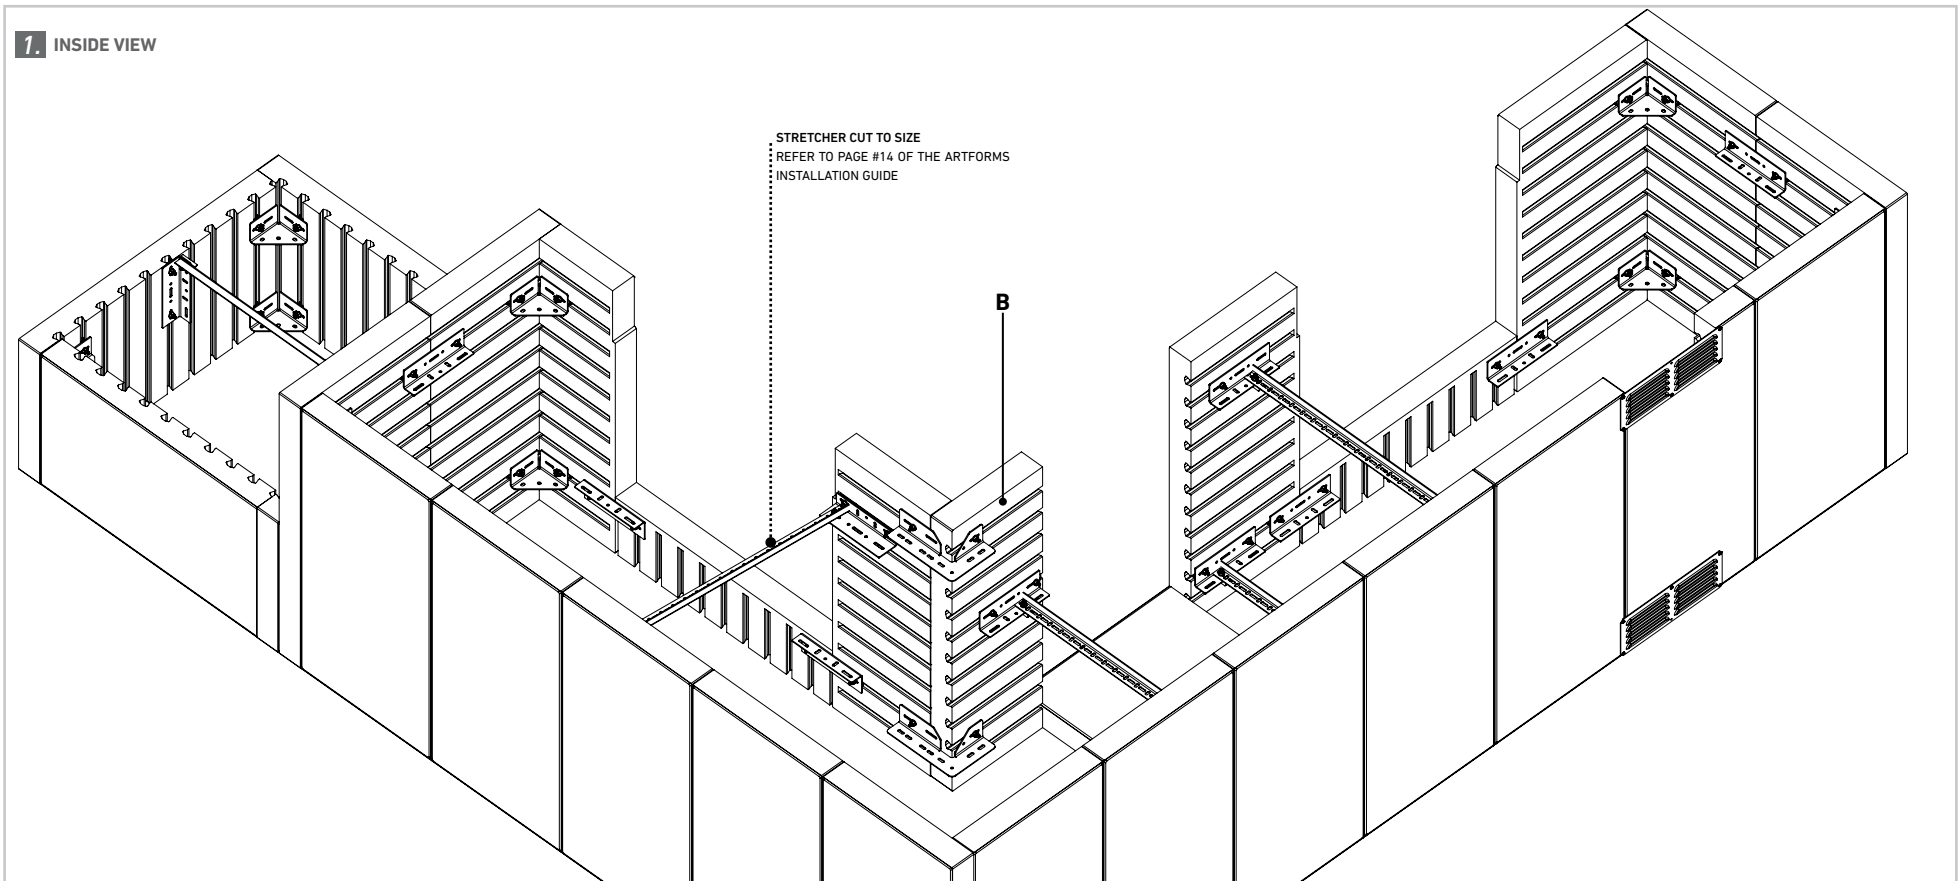 1. INSIDE VIEW
STRETCHER CUT TO SIZE
REFER TO PAGE #14 OF THE ARTFORMS
INSTALLATION GUIDE
B